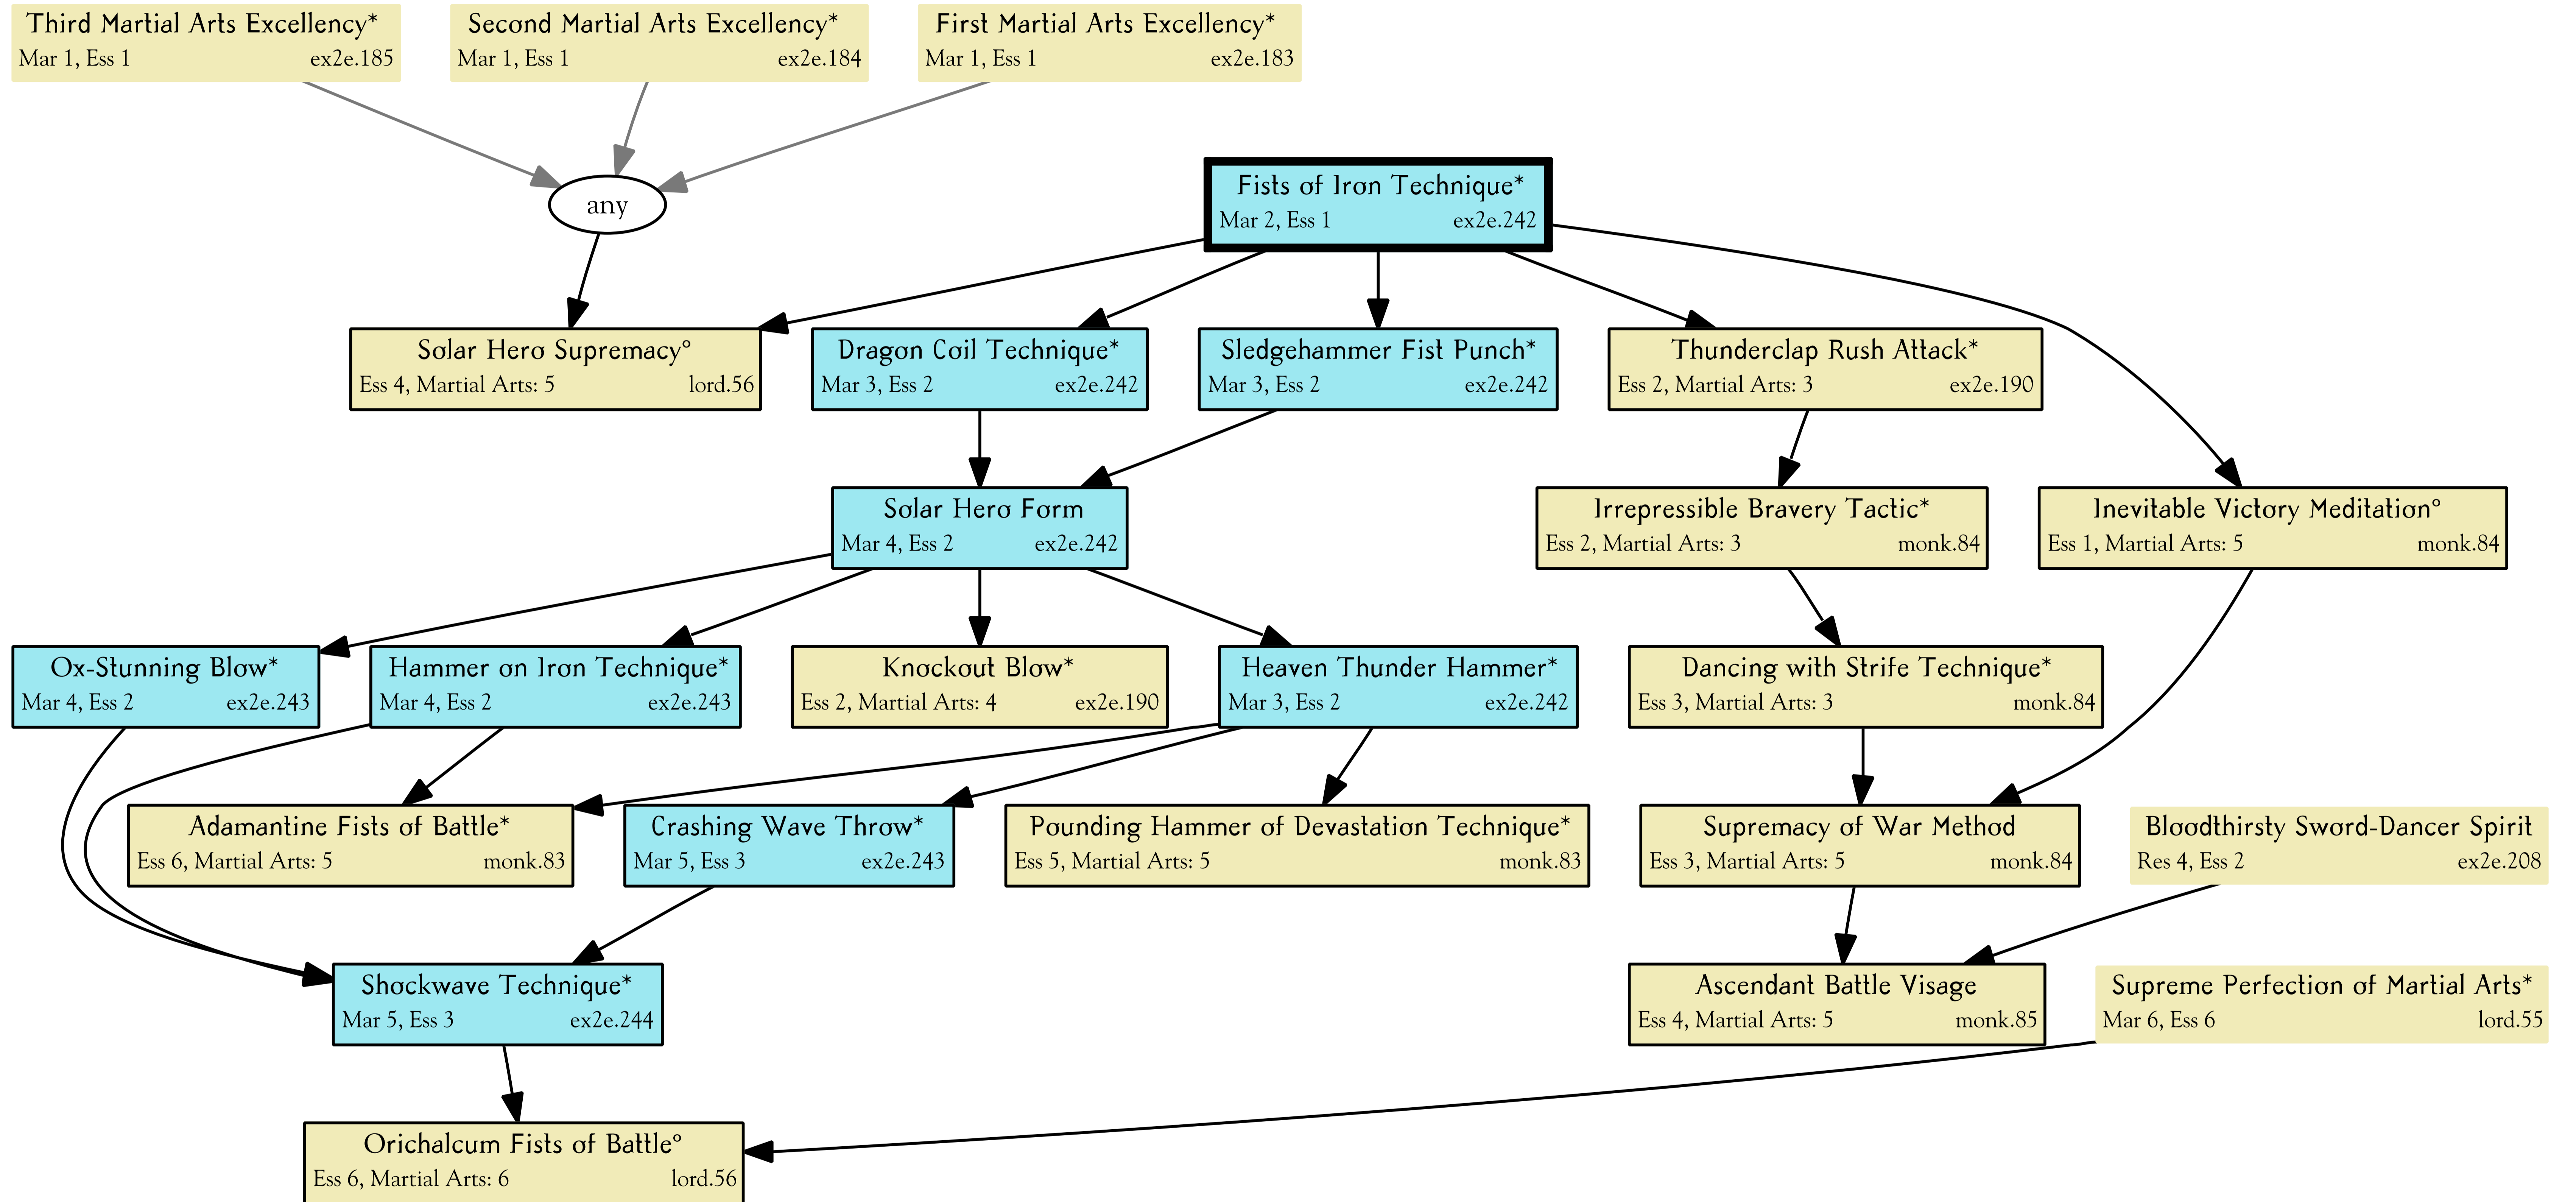 Third Martial Arts Excellency*
Mar 1, Ess 1 ex2e.185
Second Martial Arts Excellency*
Mar 1, Ess 1 ex2e.184
First Martial Arts Excellency*
Mar 1, Ess 1 ex2e.183
any
Fists of Iron Technique*
Mar 2, Ess 1 ex2e.242
Solar Hero Supremacy°
Ess 4, Martial Arts: 5 lord.56
Dragon Coil Technique*
Mar 3, Ess 2 ex2e.242
Sledgehammer Fist Punch*
Mar 3, Ess 2 ex2e.242
Thunderclap Rush Attack*
Ess 2, Martial Arts: 3 ex2e.190
Solar Hero Form
Mar 4, Ess 2 ex2e.242
Irrepressible Bravery Tactic*
Ess 2, Martial Arts: 3 monk.84
Inevitable Victory Meditation°
Ess 1, Martial Arts: 5 monk.84
Ox-Stunning Blow*
Mar 4, Ess 2 ex2e.243
Hammer on Iron Technique*
Mar 4, Ess 2 ex2e.243
Knockout Blow*
Ess 2, Martial Arts: 4 ex2e.190
Heaven Thunder Hammer*
Mar 3, Ess 2 ex2e.242
Dancing with Strife Technique*
Ess 3, Martial Arts: 3 monk.84
Adamantine Fists of Battle*
Ess 6, Martial Arts: 5 monk.83
Crashing Wave Throw*
Mar 5, Ess 3 ex2e.243
Pounding Hammer of Devastation Technique*
Ess 5, Martial Arts: 5 monk.83
Supremacy of War Method
Ess 3, Martial Arts: 5 monk.84
Bloodthirsty Sword-Dancer Spirit
Res 4, Ess 2 ex2e.208
Shockwave Technique*
Mar 5, Ess 3 ex2e.244
Ascendant Battle Visage
Ess 4, Martial Arts: 5 monk.85
Supreme Perfection of Martial Arts*
Mar 6, Ess 6 lord.55
Orichalcum Fists of Battle°
Ess 6, Martial Arts: 6 lord.56